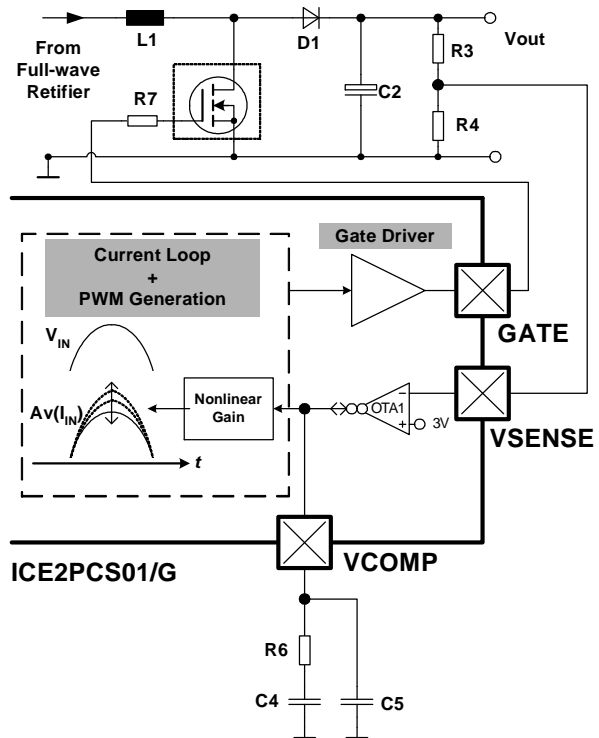 L1
D1
From
Full-wave
Retifier
R3
Vout
C2
R7
R4
Gate Driver
Current Loop
+
PWM Generation
GATE
VIN
Nonlinear
Gain
Av(IIN)
OTA1
−
+
3V
VSENSE
t
VCOMP
ICE2PCS01/G
R6
C4
C5